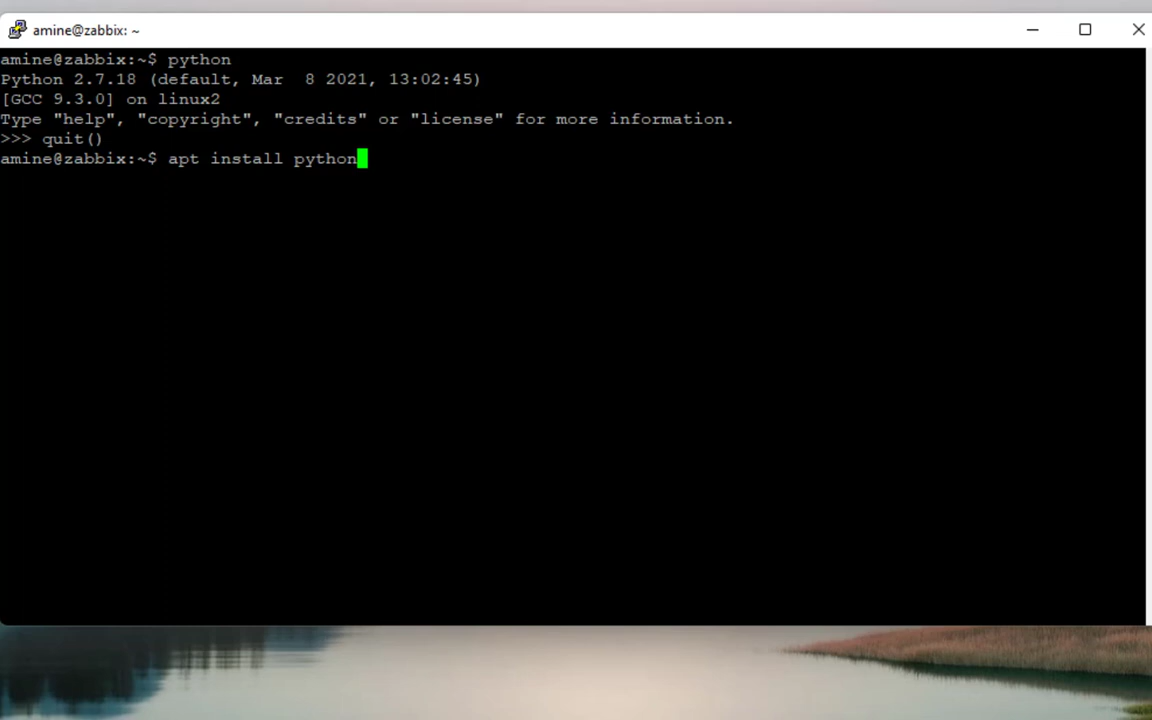 amine@zabbix: ~
amine@zabbix:~$ python
Python 2.7.18 (default, Mar  8 2021, 13:02:45)
[GCC 9.3.0] on linux2
Type "help", "copyright", "credits" or "license" for more information.
>>> quit()
amine@zabbix:~$ apt install python